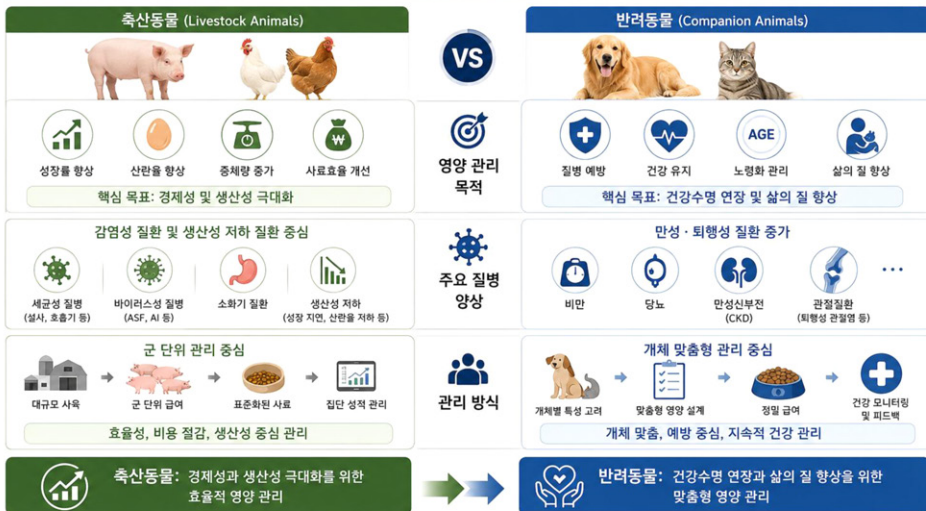 축산동물 (Livestock Animals)
VS
반려동물 (Companion Animals)
성장률 향상
산란율 향상
증체량 증가
사료효율 개선
핵심 목표: 경제성 및 생산성 극대화
영양 관리
목적
질병 예방
건강 유지
AGE
노령화 관리
삶의 질 향상
핵심 목표: 건강수명 연장 및 삶의 질 향상
감염성 질환 및 생산성 저하 질환 중심
세균성 질병
(설사, 호흡기 등)
바이러스성 질병
(ASF, AI 등)
소화기 질환
생산성 저하
(성장 지연, 산란율 저하 등)
주요 질병
양상
만성 · 퇴행성 질환 증가
비만
당뇨
만성신부전
(CKD)
관절질환
(퇴행성 관절염 등)
...
군 단위 관리 중심
대규모 사육
군 단위 급여
표준화된 사료
집단 성적 관리
효율성, 비용 절감, 생산성 중심 관리
관리 방식
개체 맞춤형 관리 중심
개체별 특성 고려
맞춤형 영양 설계
정밀 급여
건강 모니터링
및 피드백
개체 맞춤, 예방 중심, 지속적 건강 관리
축산동물: 경제성과 생산성 극대화를 위한
효율적 영양 관리
반려동물: 건강수명 연장과 삶의 질 향상을 위한
맞춤형 영양 관리